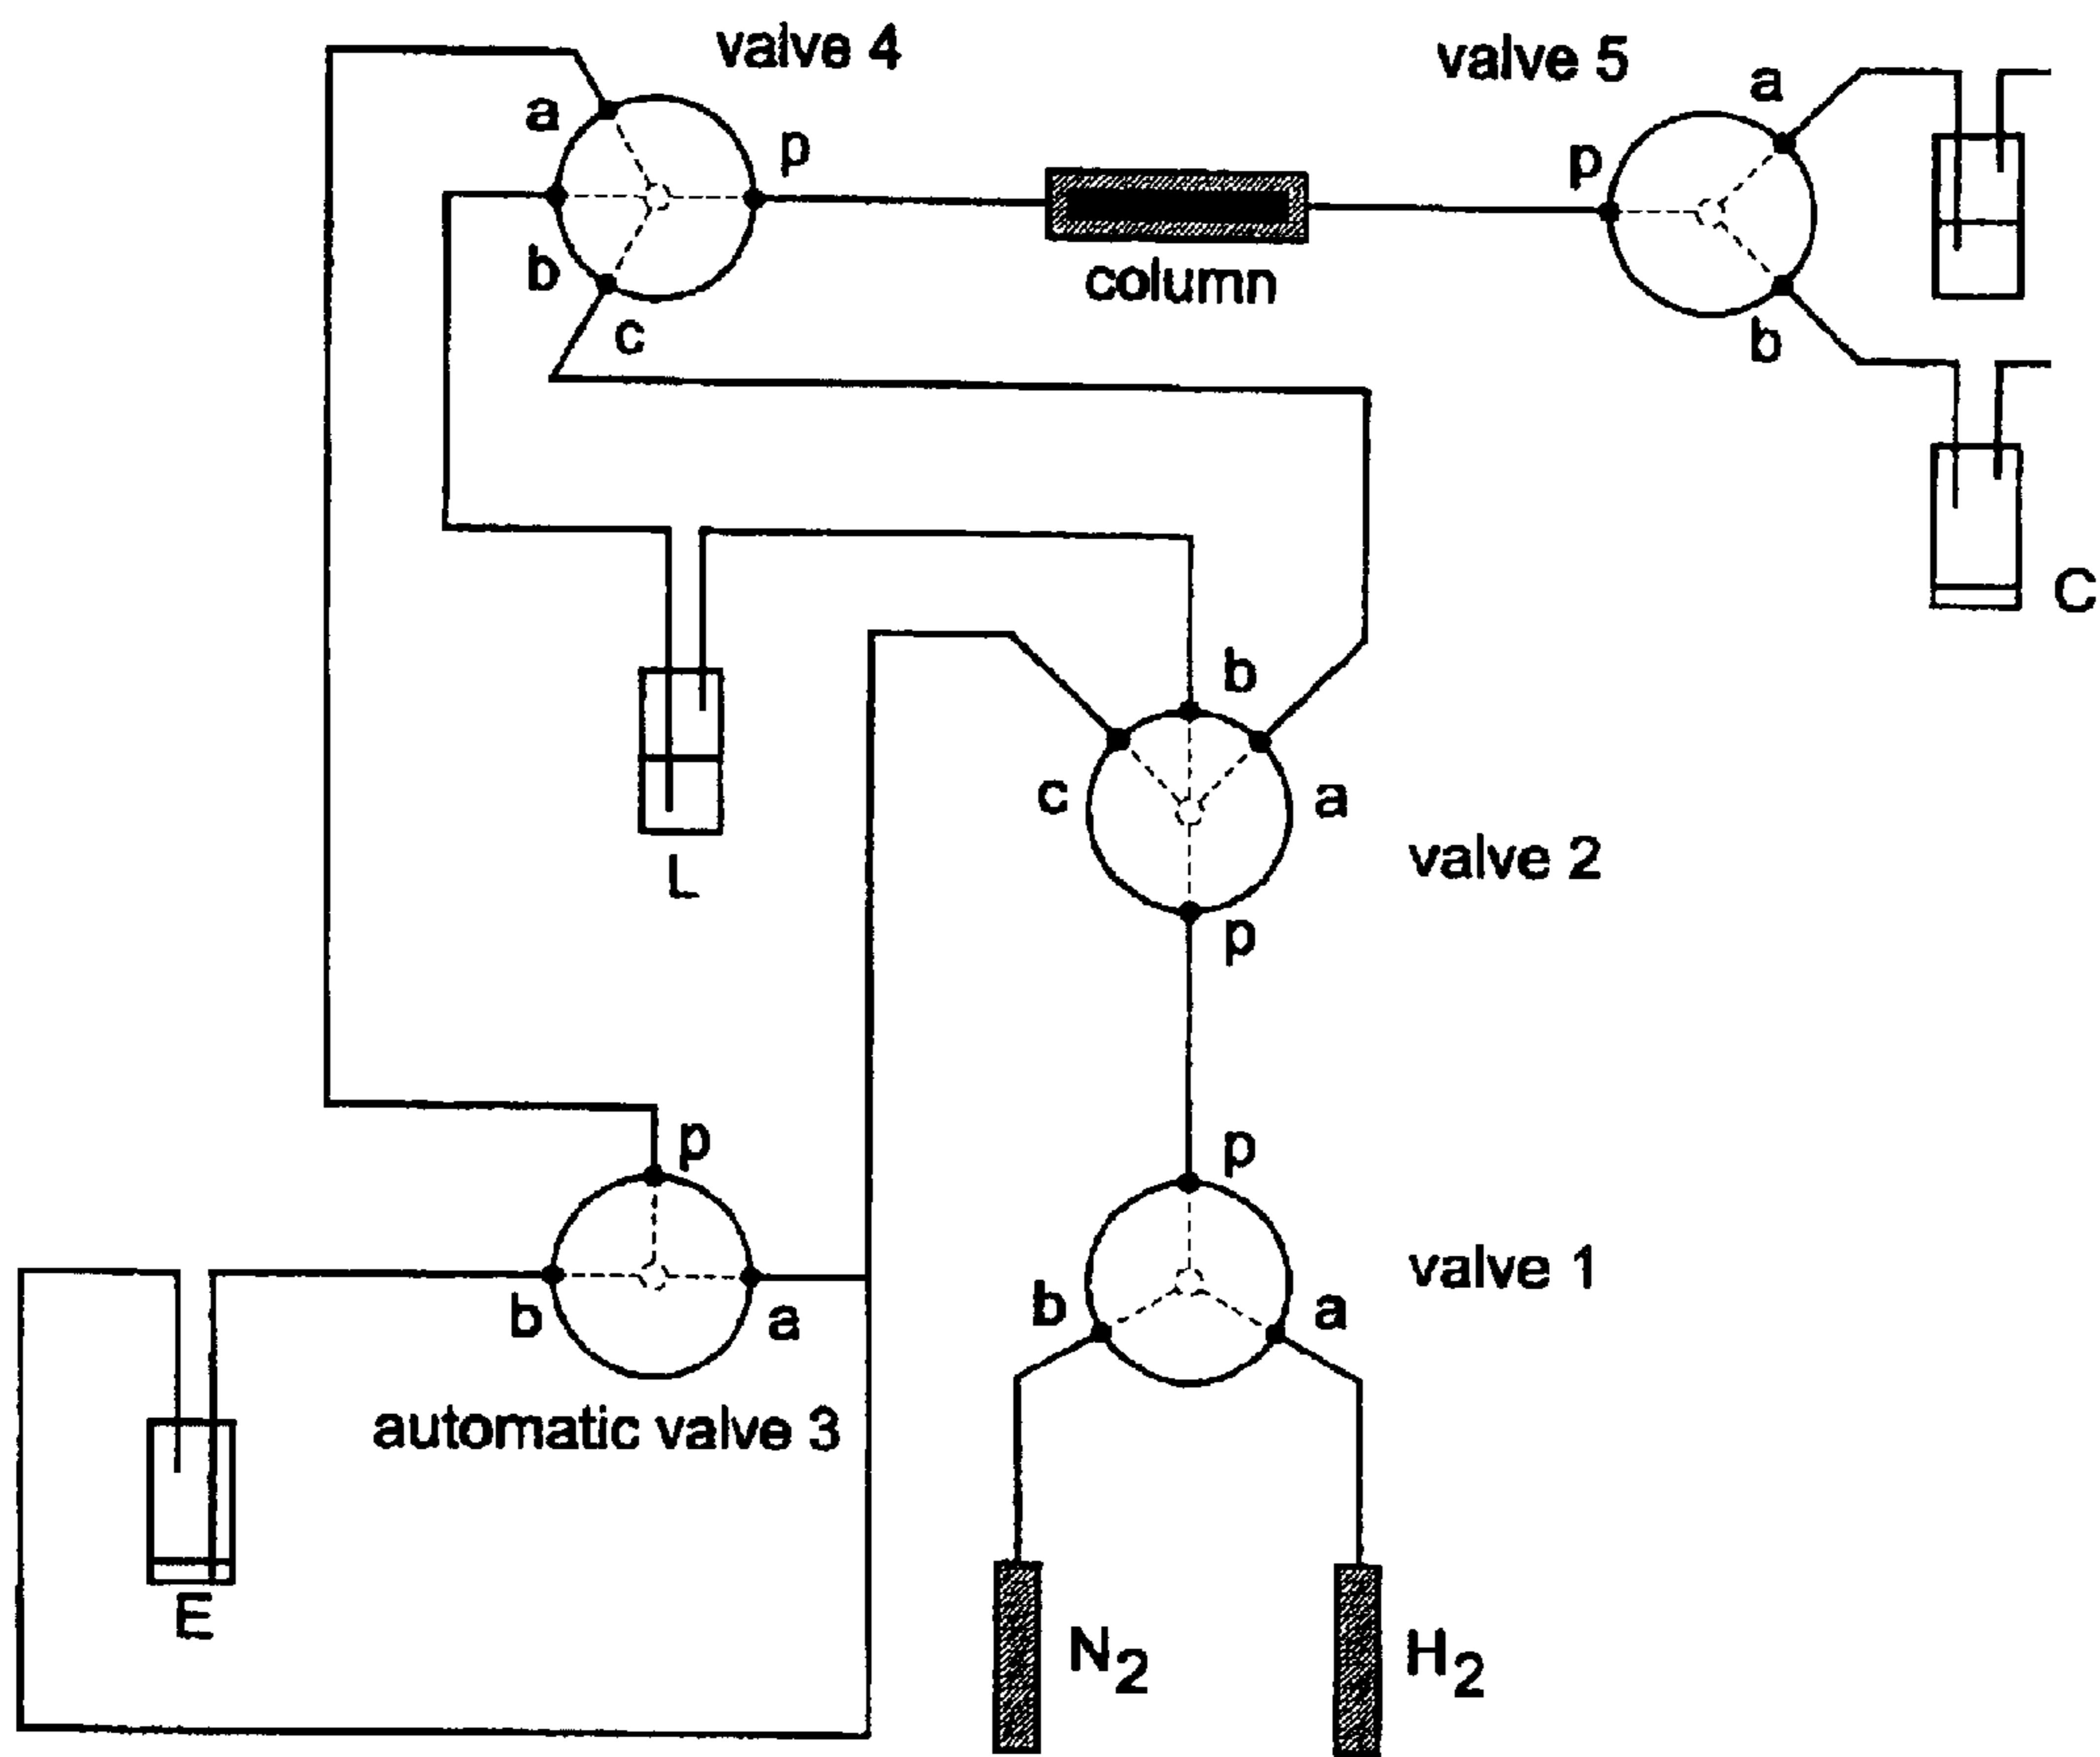 valve 4
valve 5
a
p
b
c
column
p
a
b
C
L
b
c
a
valve 2
p
p
b
a
valve 1
p
b
a
automatic valve 3
E
N2
H2